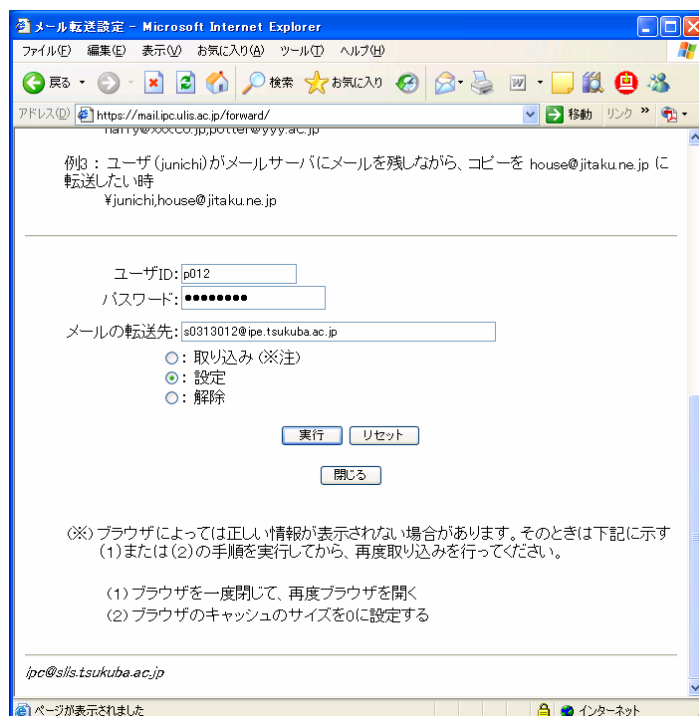 メール転送設定 - Microsoft Internet Explorer
ファイル(F) 編集(E) 表示(V) お気に入り(A) ツール(T) ヘルプ(H)
戻る 検索 お気に入り
アドレス(D) https://mail.ipc.ulis.ac.jp/forward/ 移動 リンク »
harry@xxx.co.jp,potter@yyy.ac.jp
例3 : ユーザ(junichi)がメールサーバにメールを残しながら、コピーを house@jitaku.ne.jp に
転送したい時
¥junichi,house@jitaku.ne.jp
ユーザID: p012
パスワード: ●●●●●●●●
メールの転送先: s0313012@ipe.tsukuba.ac.jp
: 取り込み (※注)
: 設定
: 解除
実行 リセット
閉じる
(※) ブラウザによっては正しい情報が表示されない場合があります。そのときは下記に示す
(1)または(2)の手順を実行してから、再度取り込みを行ってください。
(1) ブラウザを一度閉じて、再度ブラウザを開く
(2) ブラウザのキャッシュのサイズを0に設定する
ipc@slis.tsukuba.ac.jp
ページが表示されました インターネット